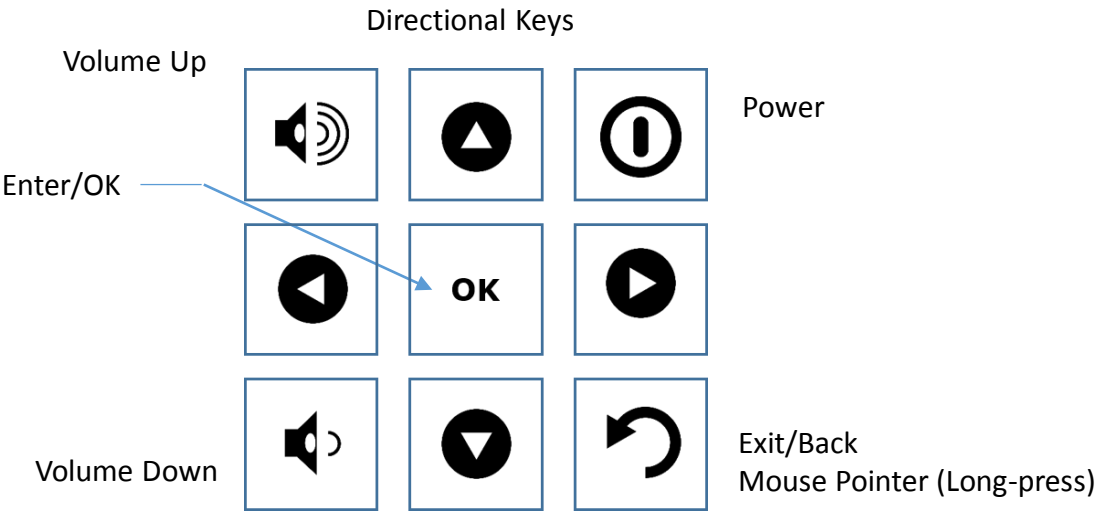 Directional Keys
Volume Up
Power
Enter/OK
OK
Volume Down
Exit/Back
Mouse Pointer (Long-press)